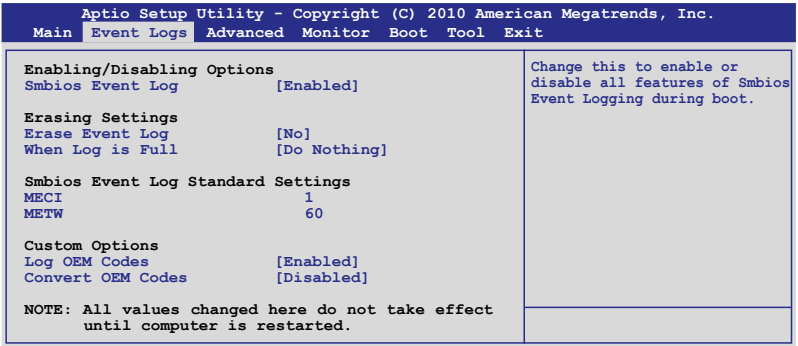 Aptio Setup Utility - Copyright (C) 2010 American Megatrends, Inc.
Main Event Logs Advanced Monitor Boot Tool Exit
Enabling/Disabling Options
Smbios Event Log [Enabled]
Erasing Settings
Erase Event Log [No]
When Log is Full [Do Nothing]
Smbios Event Log Standard Settings
MECI 1
METW 60
Custom Options
Log OEM Codes [Enabled]
Convert OEM Codes [Disabled]
NOTE: All values changed here do not take effect
until computer is restarted.
Change this to enable or
disable all features of Smbios
Event Logging during boot.